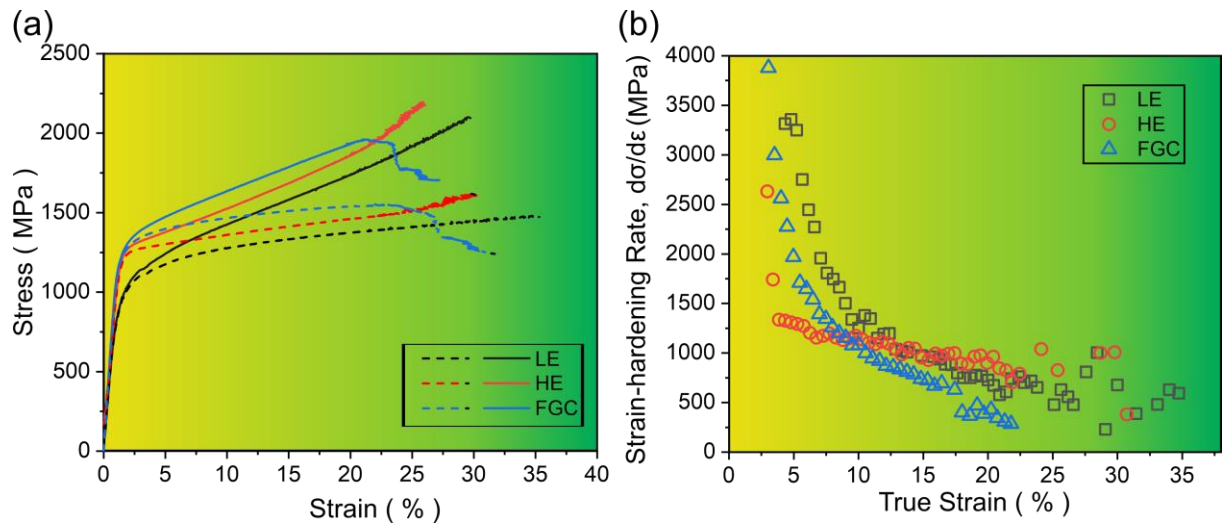 (a)
2500
2000
1500
1000
500
0
Stress ( MPa)
0 5 10 15 20 25 30 35 40
Strain ( % )
LE
HE
FGC
(b)
4000
3500
3000
2500
2000
1500
1000
500
0
Strain-hardening Rate, dσ/dε (MPa)
0 5 10 15 20 25 30 35
True Strain ( % )
LE
HE
FGC